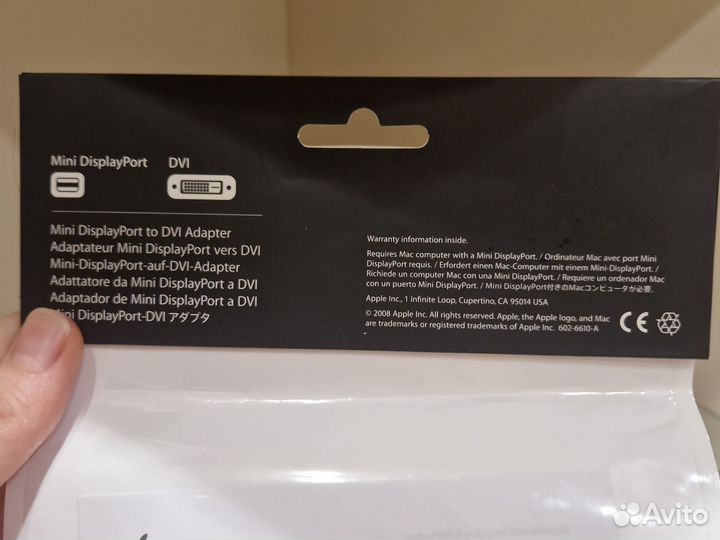 Mini DisplayPort DVI
Mini DisplayPort to DVI Adapter
Adaptateur Mini DisplayPort vers DVI
Mini-DisplayPort-auf-DVI-Adapter
Adattatore da Mini DisplayPort a DVI
Adaptador de Mini DisplayPort a DVI
Mini DisplayPort-DVI アダプタ
Warranty information inside.
Requires Mac computer with a Mini DisplayPort. / Ordinateur Mac avec port Mini
DisplayPort requis. / Erfordert einen Mac-Computer mit einem Mini-DisplayPort. /
Richiede un computer Mac con una Mini DisplayPort. / Requiere un ordenador Mac
con un puerto Mini DisplayPort. / Mini DisplayPort付きのMacコンピュータが必要。
Apple Inc., 1 Infinite Loop, Cupertino, CA 95014 USA
© 2008 Apple Inc. All rights reserved. Apple, the Apple logo, and Mac
are trademarks or registered trademarks of Apple Inc. 602-6610-A
CE
Avito